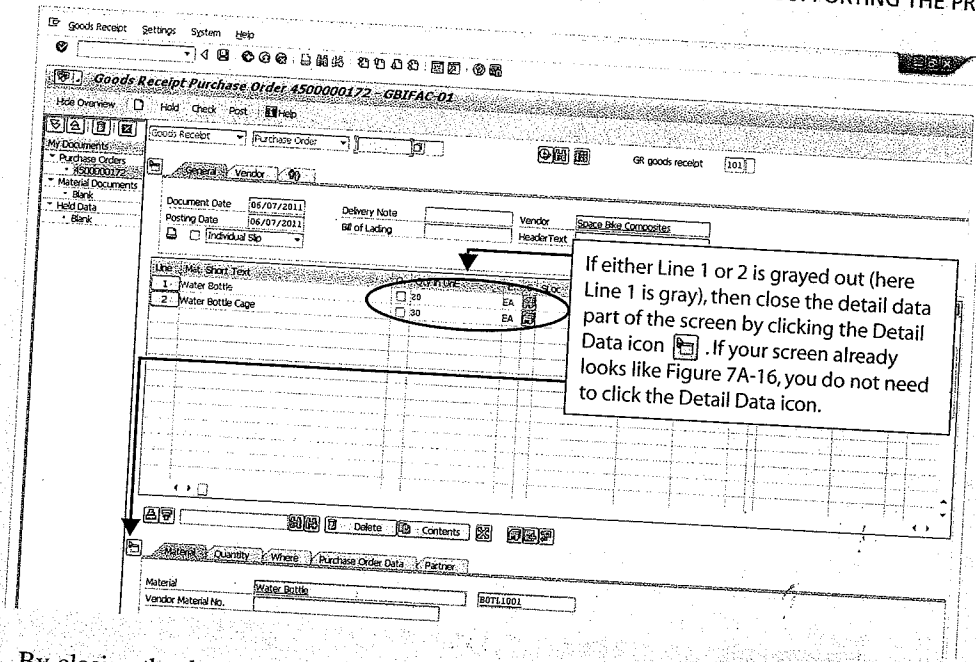 PORTING THE PR
Goods Receipt Settings System Help
Goods Receipt Purchase Order 4500000172 - GBIFAC-01
Hide Overview Hold Check Post Help
Goods Receipt Purchase Order GR goods receipt 101
My Documents
Purchase Orders
4500000172
Material Documents
Blank
Held Data
Blank
General Vendor
Document Date 06/07/2011 Delivery Note Vendor Space Bike Composites
Posting Date 06/07/2011 Bill of Lading HeaderText
Individual Slip
Line Mat. Short Text Qty in UnE SLoc
1 Water Bottle 20 EA
2 Water Bottle Cage 30 EA
If either Line 1 or 2 is grayed out (here
Line 1 is gray), then close the detail data
part of the screen by clicking the Detail
Data icon . If your screen already
looks like Figure 7A-16, you do not need
to click the Detail Data icon.
Delete Contents
Material Quantity Where Purchase Order Data Partner
Material Water Bottle BOTL1001
Vendor Material No.
By closing the